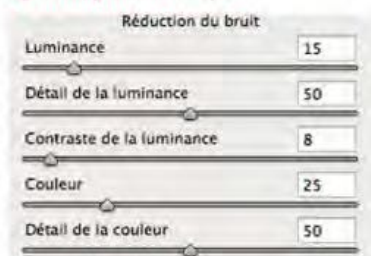 Réduction du bruit
Luminance 15
Détail de la luminance 50
Contraste de la luminance 8
Couleur 25
Détail de la couleur 50